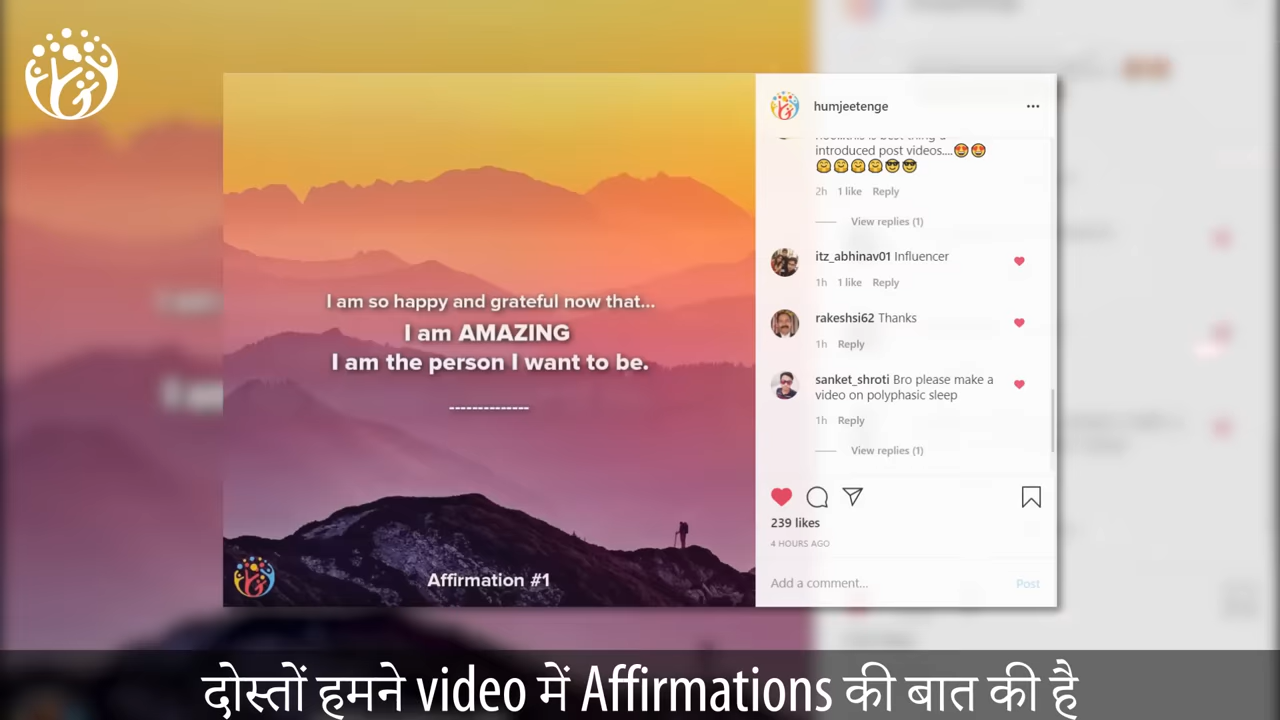 humjeetenge
introduced post videos....😍😍
🤗🤗🤗🤗😎😎
2h 1 like Reply
View replies (1)
itz_abhinav01 Influencer
1h 1 like Reply
rakeshsi62 Thanks
1h Reply
sanket_shroti Bro please make a
video on polyphasic sleep
1h Reply
View replies (1)
239 likes
4 HOURS AGO
Add a comment... Post
I am so happy and grateful now that...
I am AMAZING
I am the person I want to be.
--------------
Affirmation #1
दोस्तों हमने video में Affirmations की बात की है